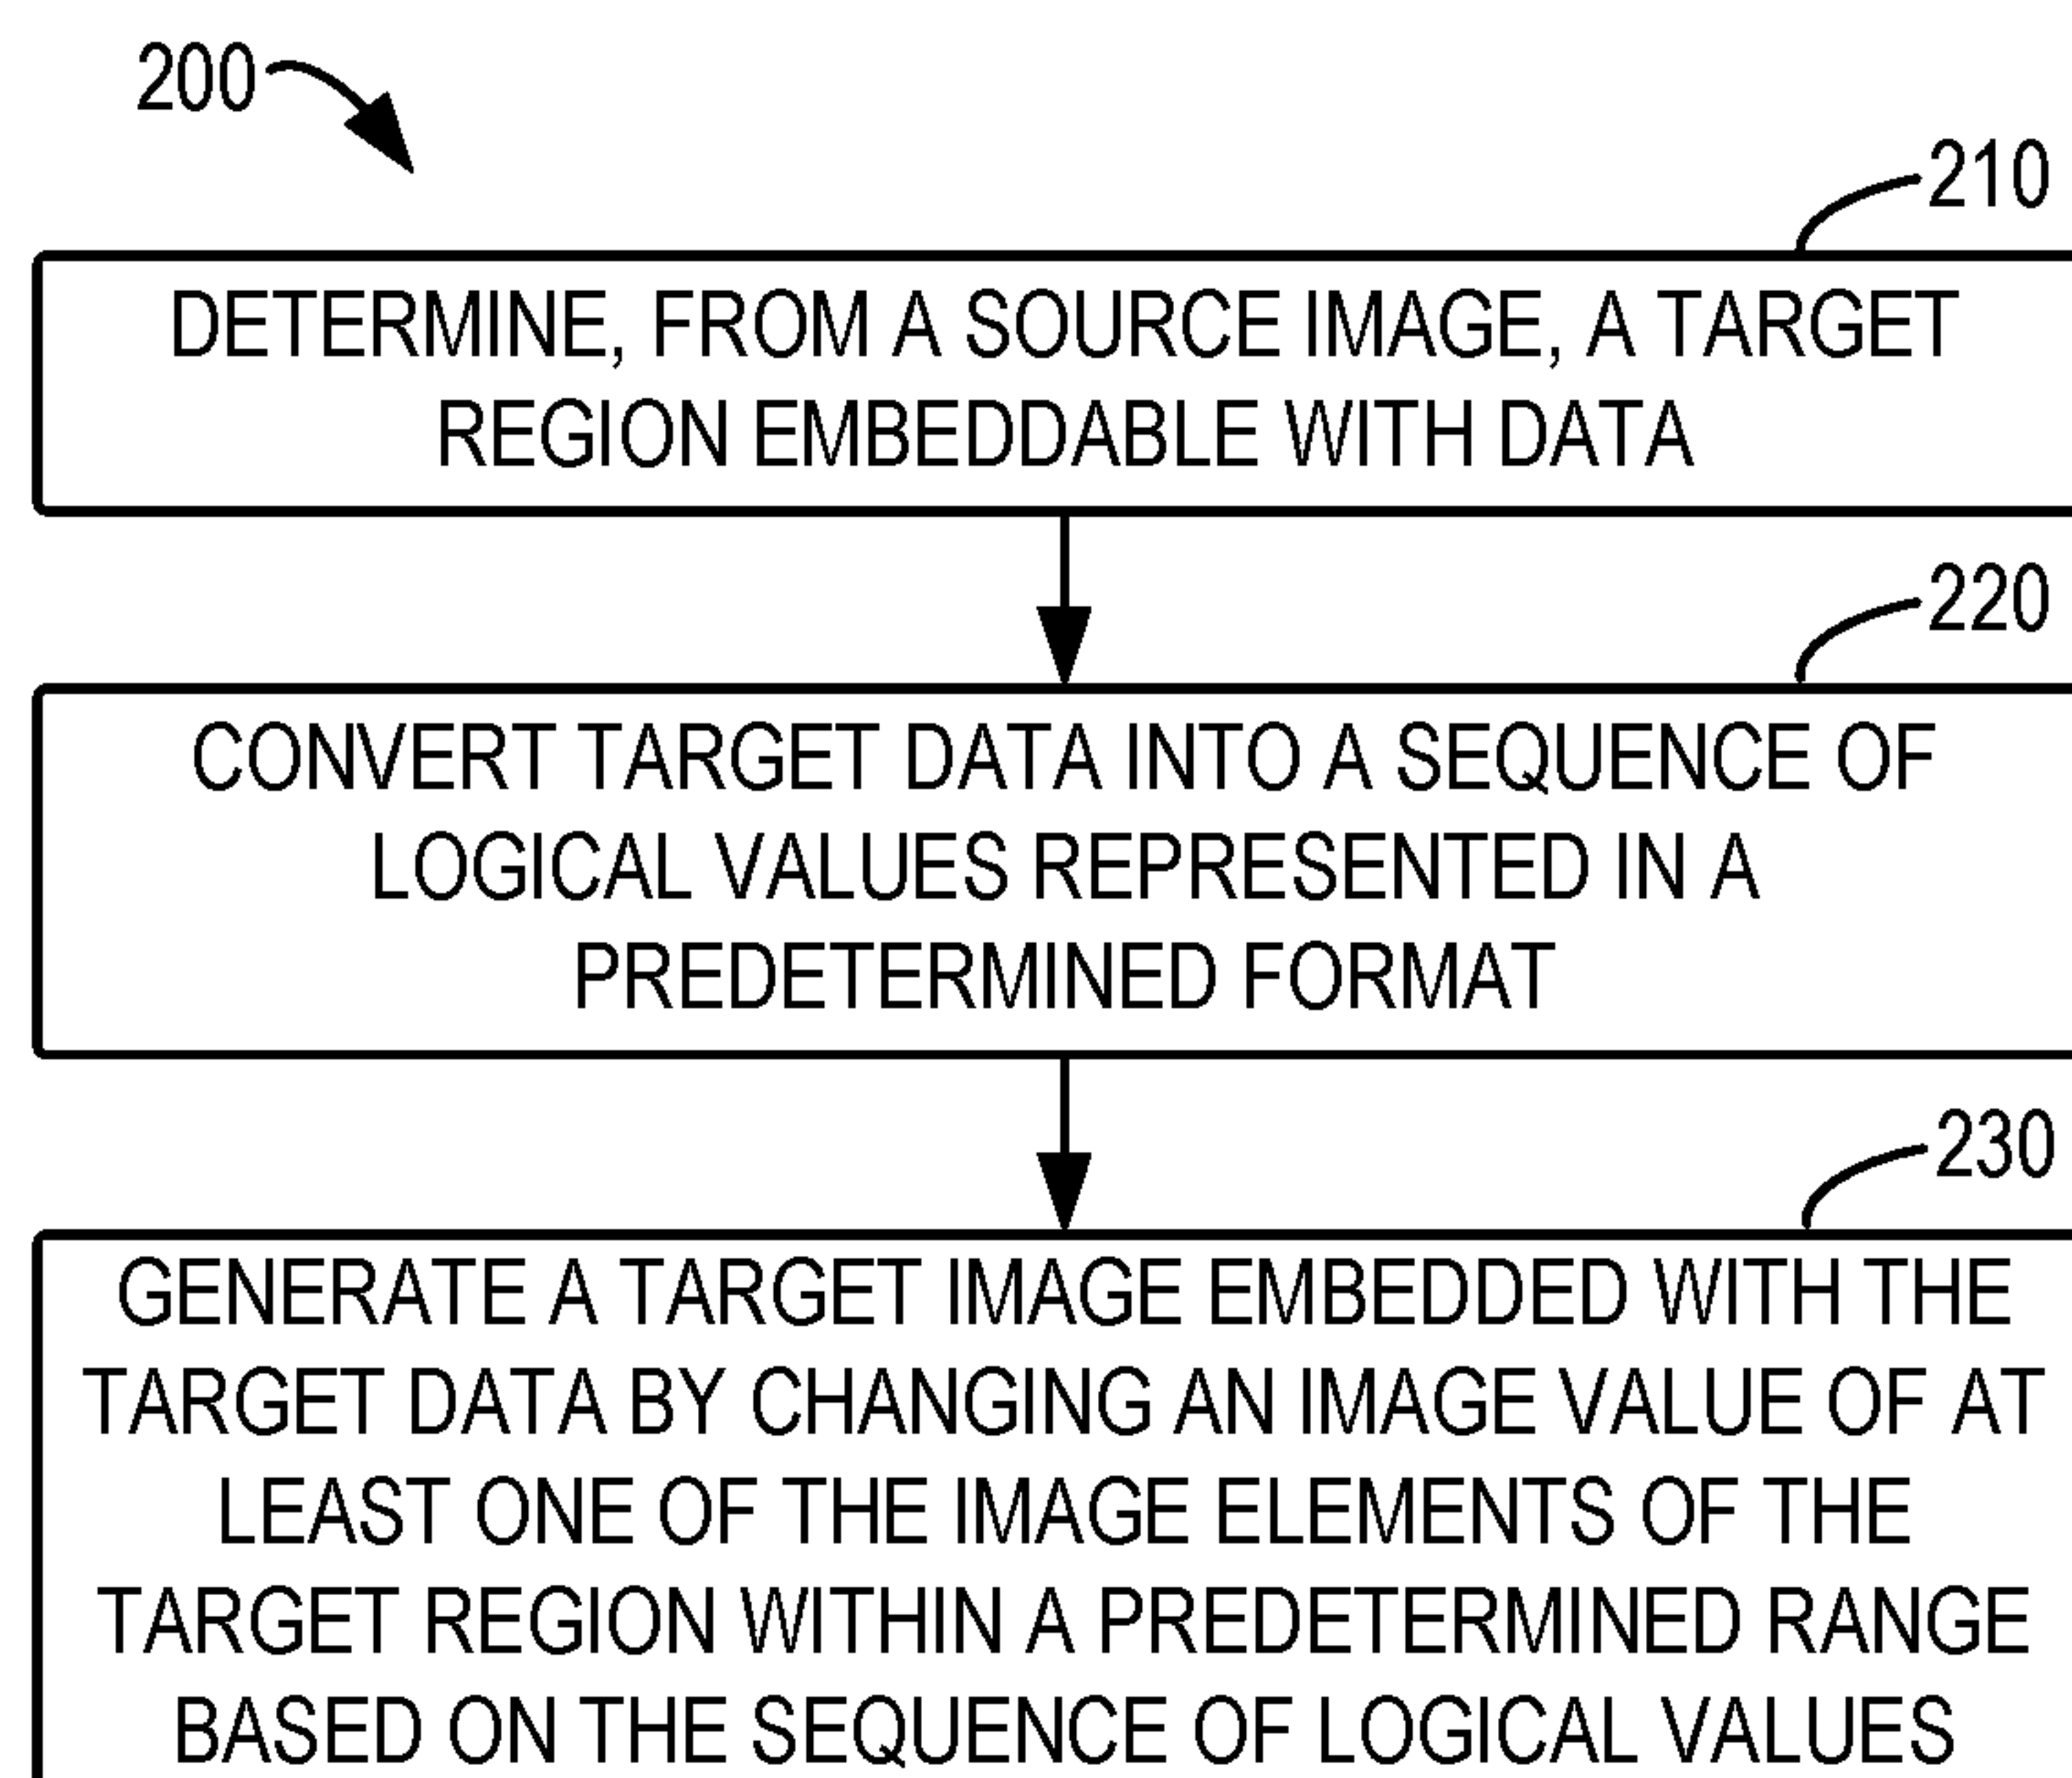 200
210
DETERMINE, FROM A SOURCE IMAGE, A TARGET
REGION EMBEDDABLE WITH DATA
220
CONVERT TARGET DATA INTO A SEQUENCE OF
LOGICAL VALUES REPRESENTED IN A
PREDETERMINED FORMAT
230
GENERATE A TARGET IMAGE EMBEDDED WITH THE
TARGET DATA BY CHANGING AN IMAGE VALUE OF AT
LEAST ONE OF THE IMAGE ELEMENTS OF THE
TARGET REGION WITHIN A PREDETERMINED RANGE
BASED ON THE SEQUENCE OF LOGICAL VALUES